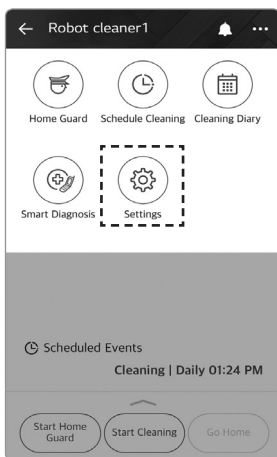 Robot cleaner1
Home Guard Schedule Cleaning Cleaning Diary
Smart Diagnosis Settings
Scheduled Events
Cleaning | Daily 01:24 PM
Start Home
Guard
Start Cleaning
Go Home